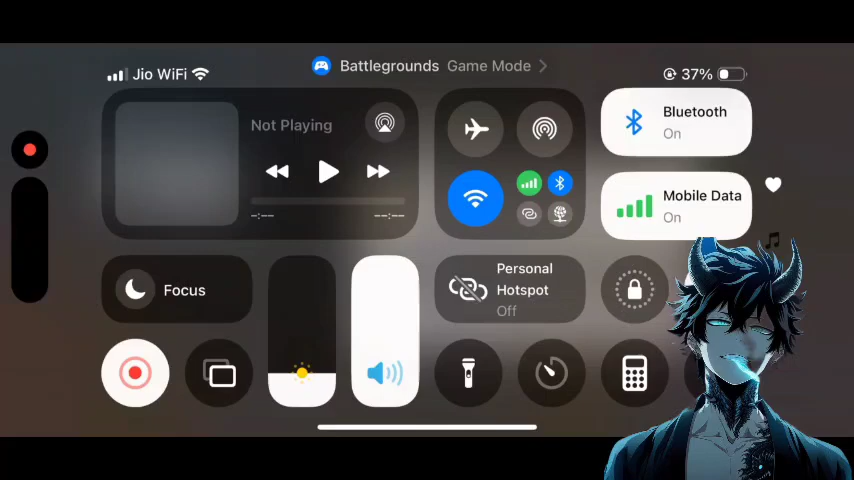 Battlegrounds Game Mode
Jio WiFi
37%
Not Playing
--:--
--:--
Bluetooth
On
Mobile Data
On
Focus
Personal
Hotspot
Off